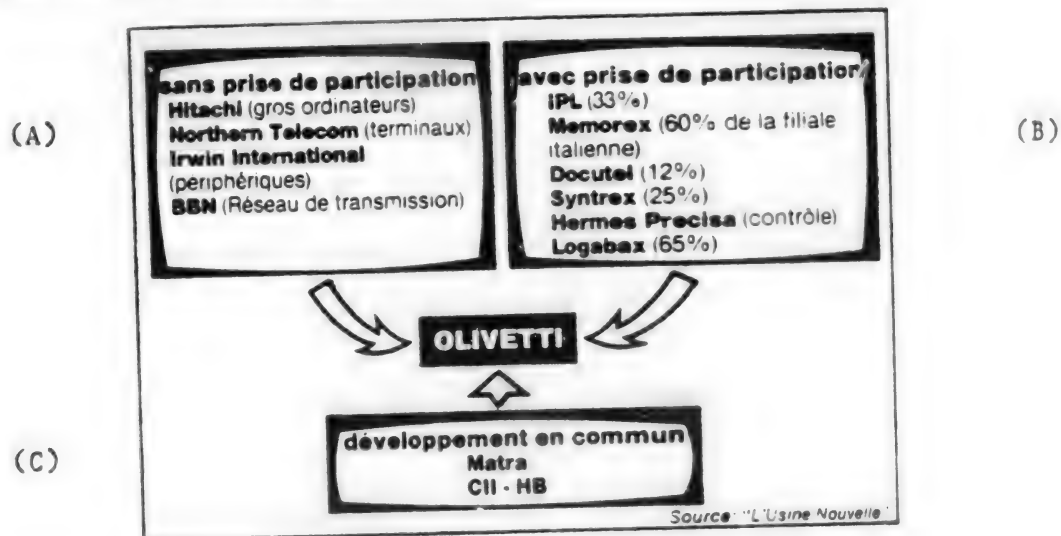 (A)
sans prise de participation
Hitachi (gros ordinateurs)
Northern Telecom (terminaux)
Irwin International
(periphériques)
BBN (Réseau de transmission)
(B)
avec prise de participation
IPL (33%)
Memorex (60% de la filiale
italienne)
Docutel (12%)
Syntrex (25%)
Hermes Precisa (contrôle)
Logabax (65%)
OLIVETTI
(C)
développement en commun
Matra
CII - HB
Source: "L'Usine Nouvelle"